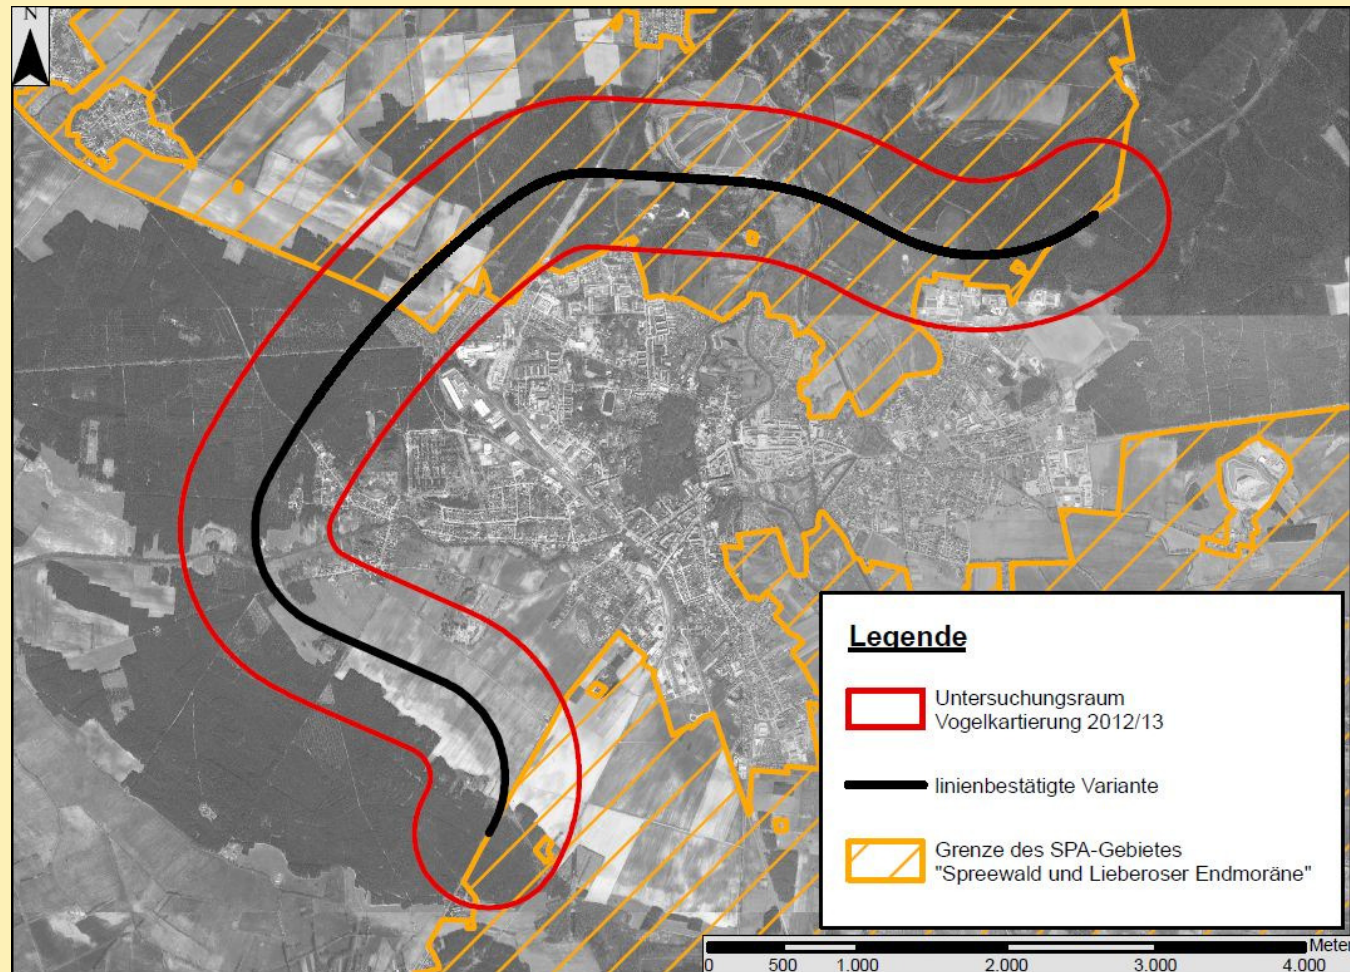 N
Legende
Untersuchungsraum
Vogelkartierung 2012/13
linienbestätigte Variante
Grenze des SPA-Gebietes
"Spreewald und Lieberoser Endmoräne"
Meter
0 500 1.000 2.000 3.000 4.000